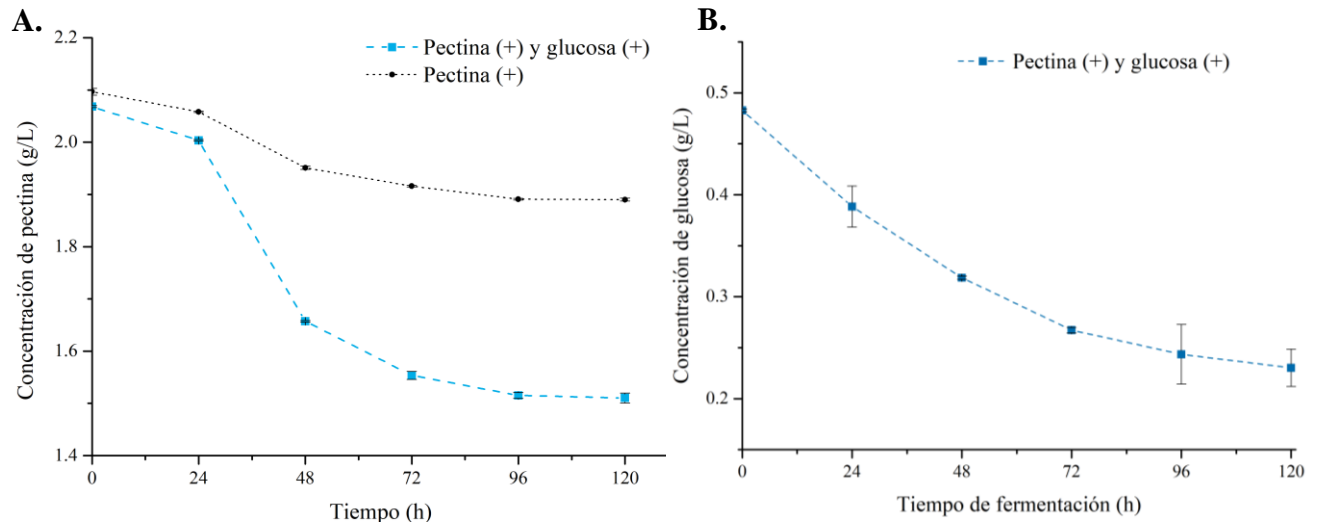 A.
2.2
2.0
1.8
1.6
1.4
Concentración de pectina (g/L)
Pectina (+) y glucosa (+)
Pectina (+)
0 24 48 72 96 120
Tiempo (h)
B.
0.5
0.4
0.3
0.2
Concentración de glucosa (g/L)
Pectina (+) y glucosa (+)
0 24 48 72 96 120
Tiempo de fermentación (h)